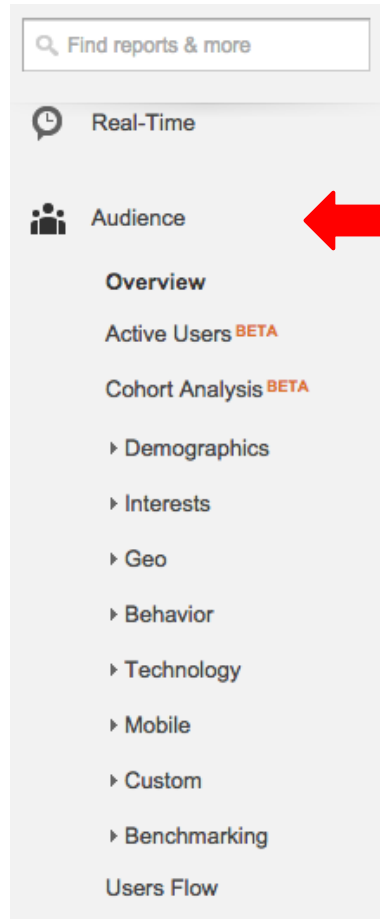 Find reports & more
Real-Time
Audience
Overview
Active Users BETA
Cohort Analysis BETA
Demographics
Interests
Geo
Behavior
Technology
Mobile
Custom
Benchmarking
Users Flow